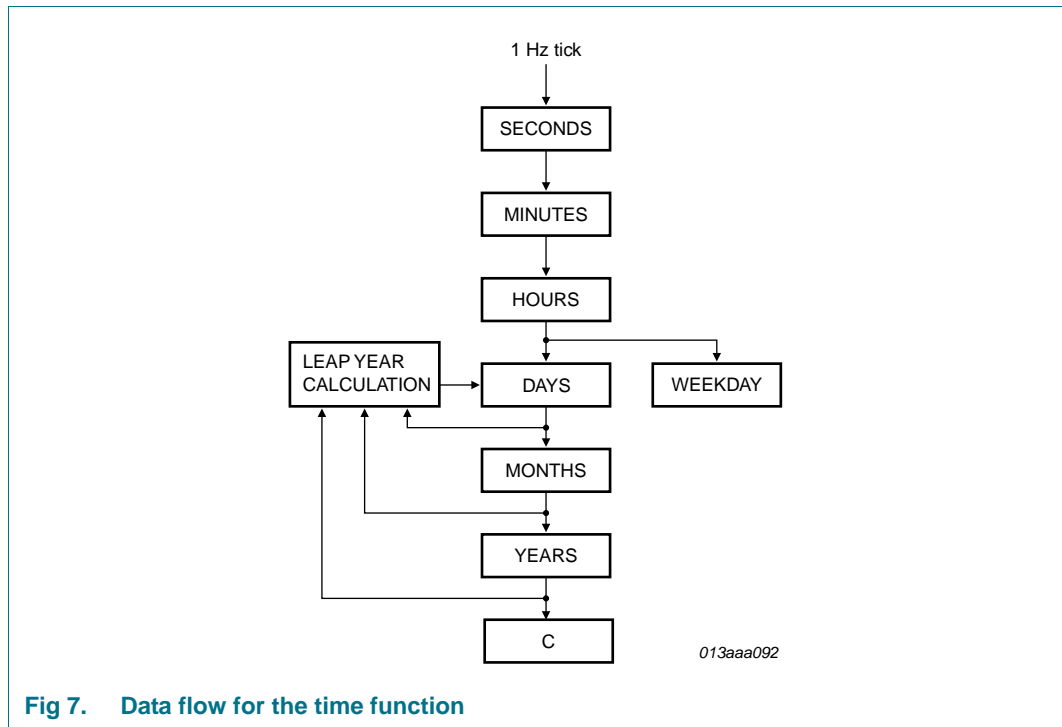 1 Hz tick
SECONDS
MINUTES
HOURS
LEAP YEAR
CALCULATION
DAYS
WEEKDAY
MONTHS
YEARS
C
013aaa092
Fig 7. Data flow for the time function